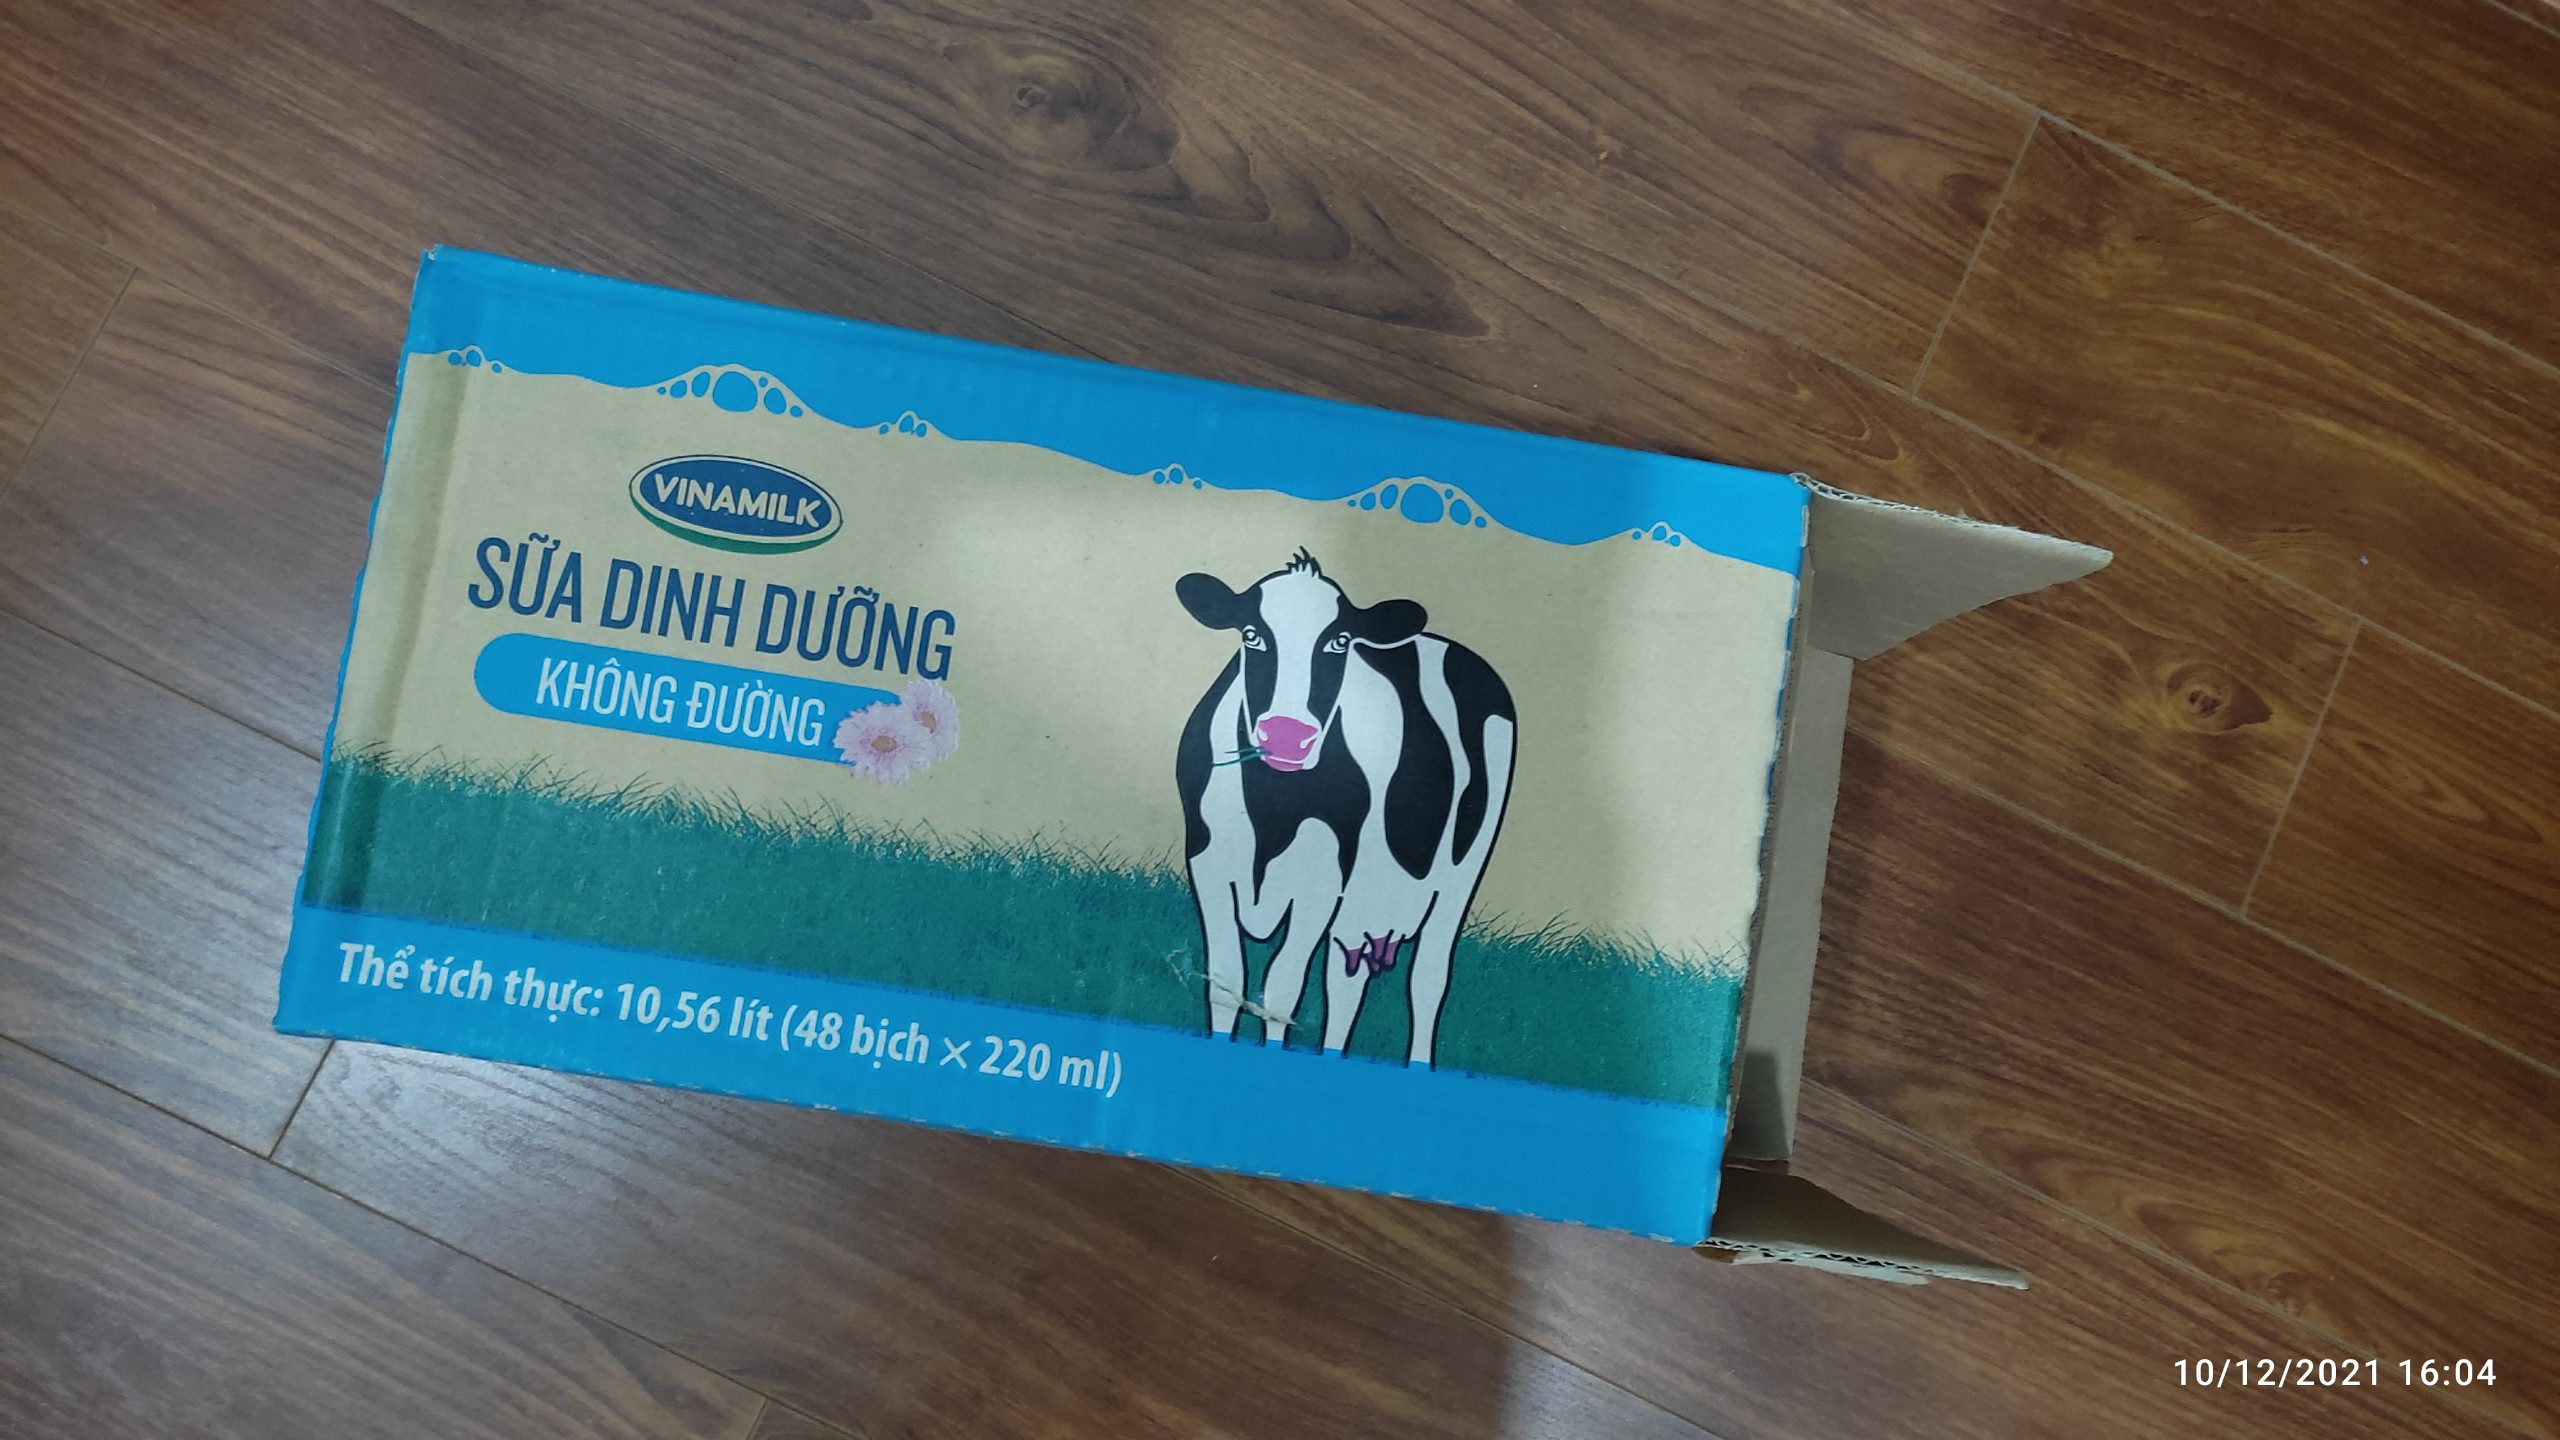 VINAMILK
SỮA DINH DƯỠNG
KHÔNG ĐƯỜNG
Thể tích thực: 10,56 lít (48 bịch × 220 ml)
10/12/2021 16:04